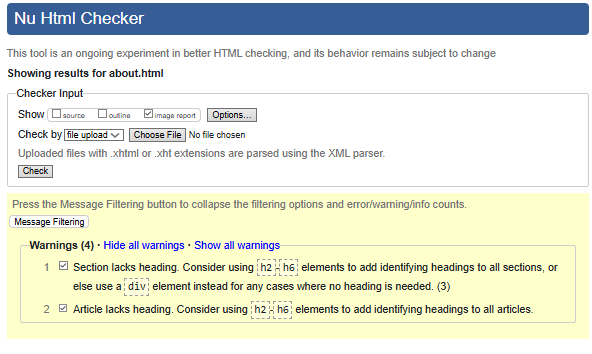 Nu Html Checker
This tool is an ongoing experiment in better HTML checking, and its behavior remains subject to change
Showing results for about.html
Checker Input
Show source outline image report Options...
Check by file upload Choose File No file chosen
Uploaded files with .xhtml or .xht extensions are parsed using the XML parser.
Check
Press the Message Filtering button to collapse the filtering options and error/warning/info counts.
Message Filtering
Warnings (4) · Hide all warnings · Show all warnings
1 Section lacks heading. Consider using h2-h6 elements to add identifying headings to all sections, or
else use a div element instead for any cases where no heading is needed. (3)
2 Article lacks heading. Consider using h2-h6 elements to add identifying headings to all articles.